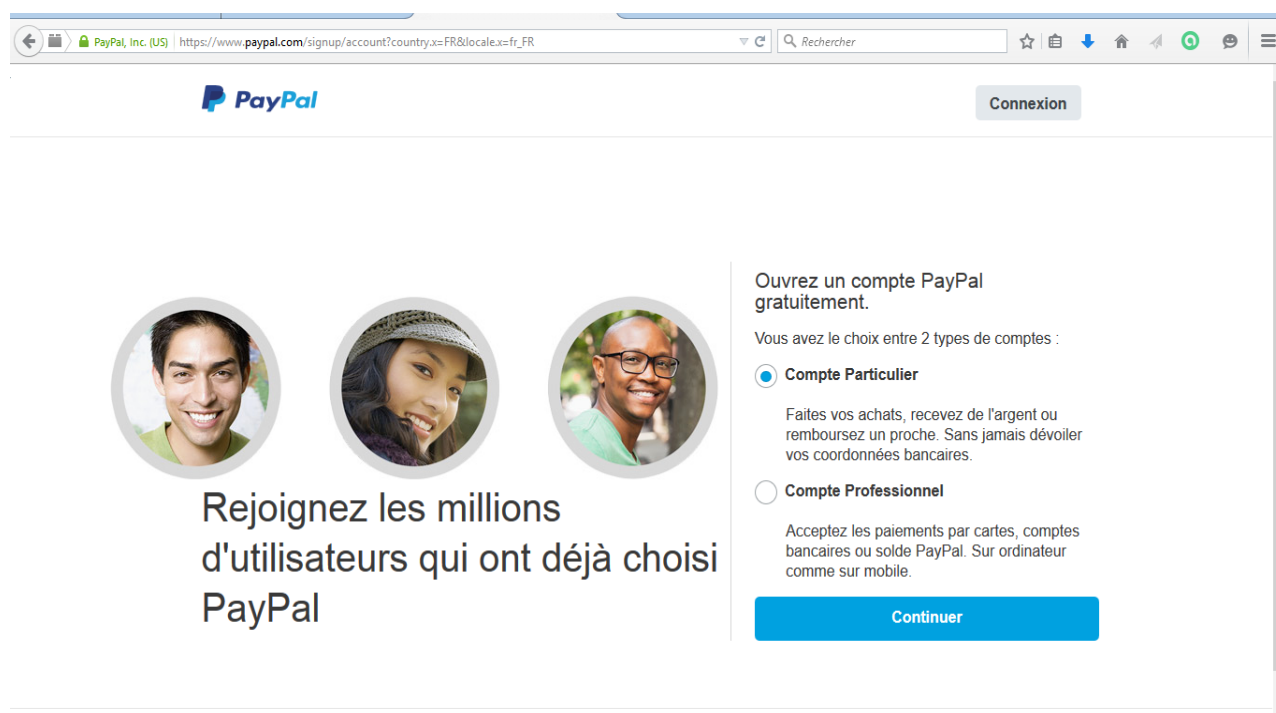 PayPal, Inc. (US) https://www.paypal.com/signup/account?country.x=FR&locale.x=fr_FR Rechercher
PayPal Connexion
Ouvrez un compte PayPal
gratuitement.
Vous avez le choix entre 2 types de comptes :
Compte Particulier
Faites vos achats, recevez de l'argent ou
remboursez un proche. Sans jamais dévoiler
vos coordonnées bancaires.
Compte Professionnel
Acceptez les paiements par cartes, comptes
bancaires ou solde PayPal. Sur ordinateur
comme sur mobile.
Continuer
Rejoignez les millions
d'utilisateurs qui ont déjà choisi
PayPal